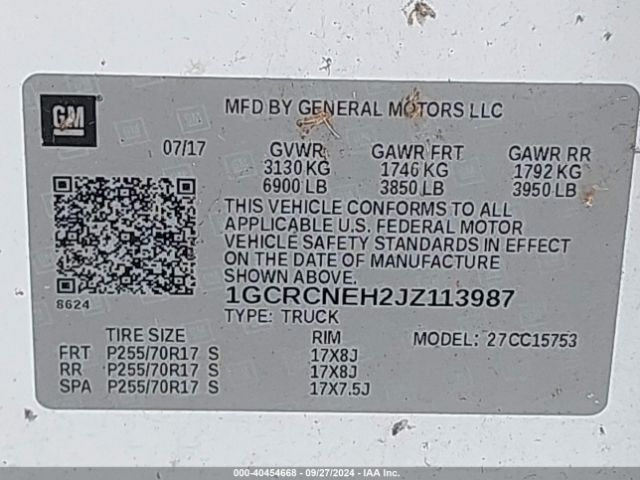 GM
MFD BY GENERAL MOTORS LLC
07/17 GVWR GAWR FRT GAWR RR
3130 KG 1746 KG 1792 KG
6900 LB 3850 LB 3950 LB
THIS VEHICLE CONFORMS TO ALL
APPLICABLE U.S. FEDERAL MOTOR
VEHICLE SAFETY STANDARDS IN EFFECT
ON THE DATE OF MANUFACTURE
SHOWN ABOVE.
8624
1GCRCNEH2JZ113987
TYPE: TRUCK
TIRE SIZE RIM MODEL: 27CC15753
FRT P255/70R17 S 17X8J
RR P255/70R17 S 17X8J
SPA P255/70R17 S 17X7.5J
000-40454668 - 09/27/2024 - IAA Inc.